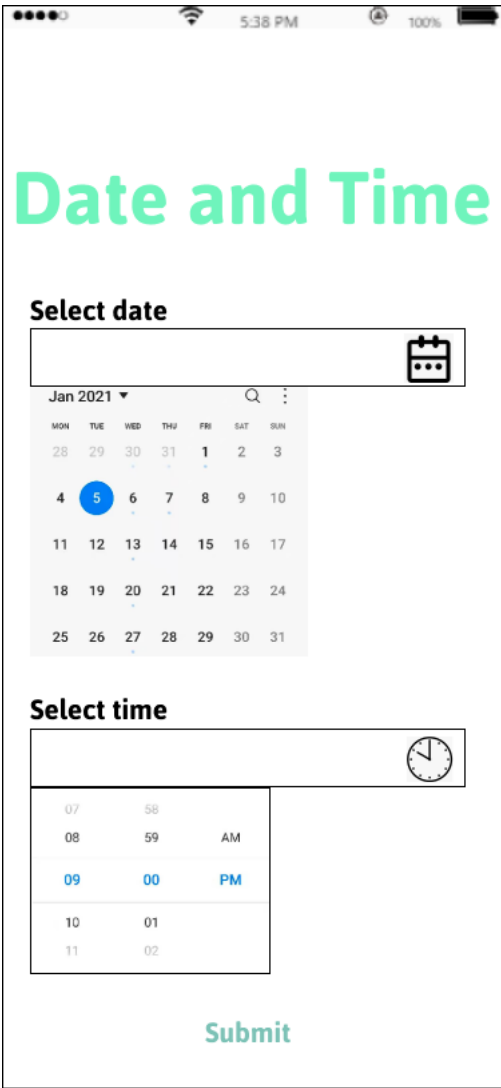 5:38 PM 100%
Date and Time
Select date
Jan 2021
MON TUE WED THU FRI SAT SUN
28 29 30 31 1 2 3
4 5 6 7 8 9 10
11 12 13 14 15 16 17
18 19 20 21 22 23 24
25 26 27 28 29 30 31
Select time
07 58
08 59 AM
09 00 PM
10 01
11 02
Submit